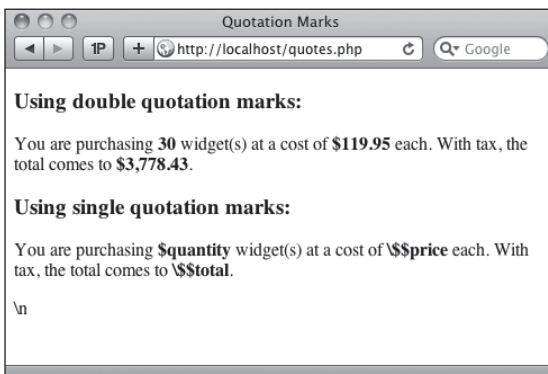 Quotation Marks
1P + http://localhost/quotes.php Google
Using double quotation marks:
You are purchasing 30 widget(s) at a cost of $119.95 each. With tax, the
total comes to $3,778.43.
Using single quotation marks:
You are purchasing $quantity widget(s) at a cost of \$$price each. With
tax, the total comes to \$$total.
\n